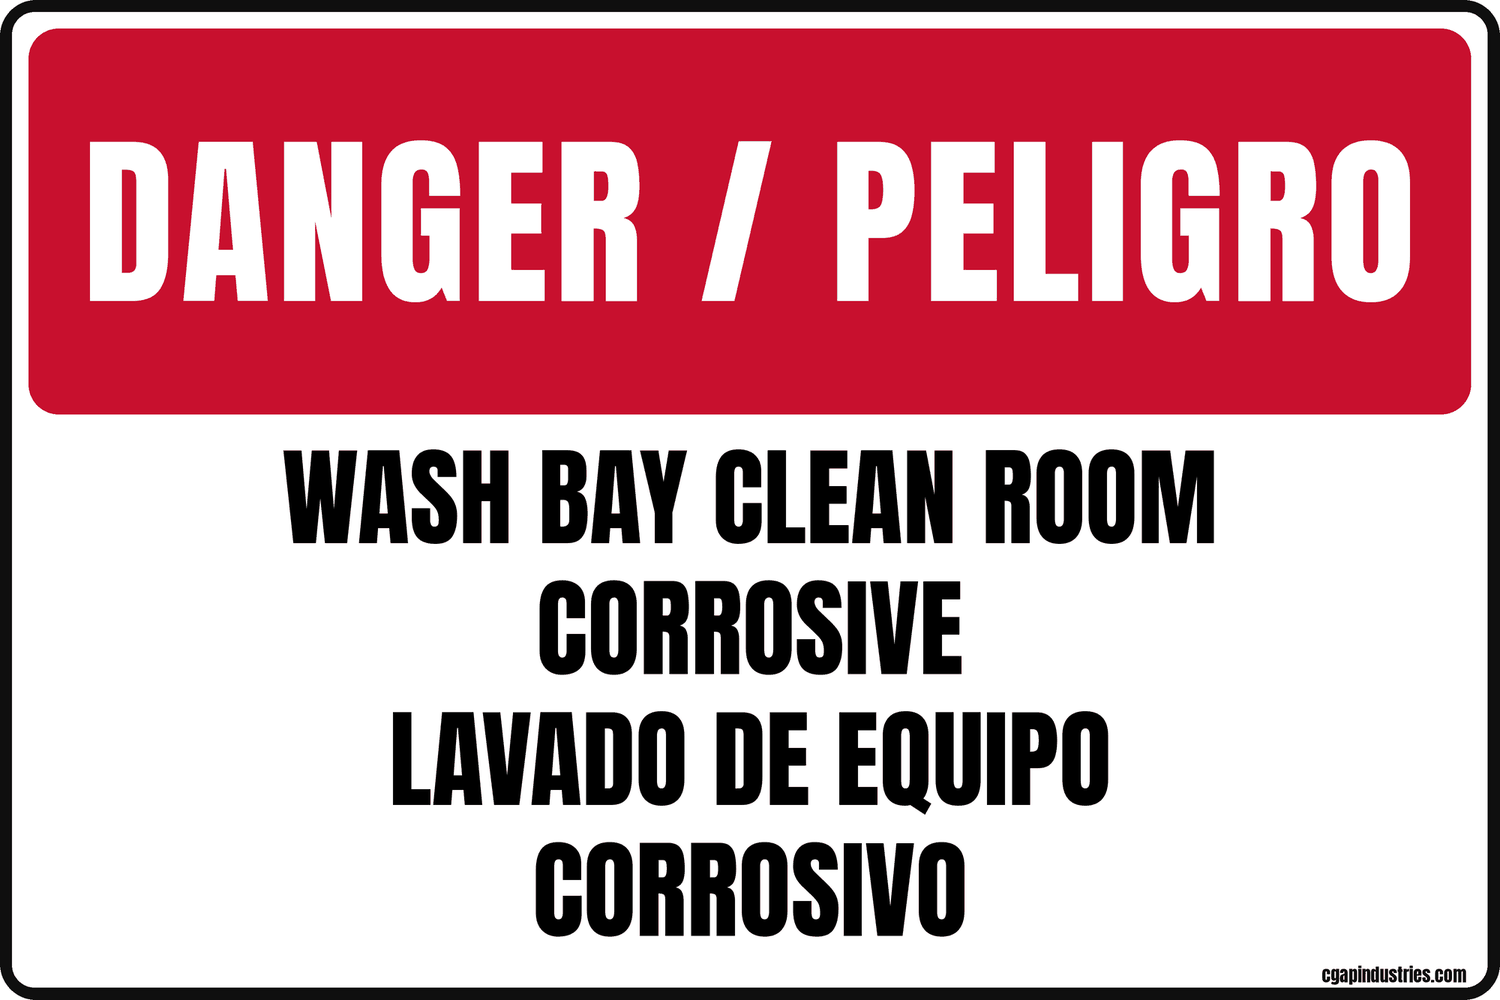 DANGER / PELIGRO
WASH BAY CLEAN ROOM
CORROSIVE
LAVADO DE EQUIPO
CORROSIVO
cgapindustries.com